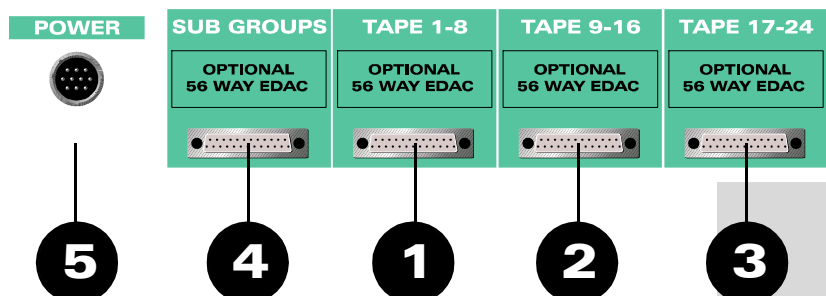 POWER
SUB GROUPS
TAPE 1-8
TAPE 9-16
TAPE 17-24
OPTIONAL
56 WAY EDAC
OPTIONAL
56 WAY EDAC
OPTIONAL
56 WAY EDAC
OPTIONAL
56 WAY EDAC
5
4
1
2
3